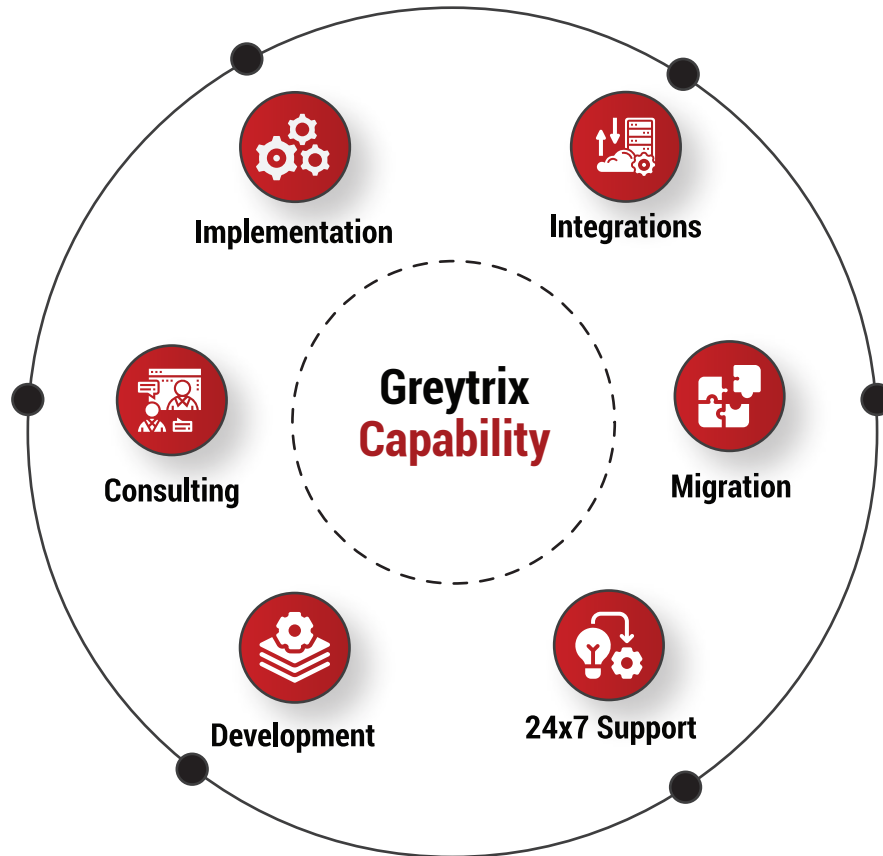 Implementation
Integrations
Greytrix
Capability
Consulting
Migration
Development
24x7 Support